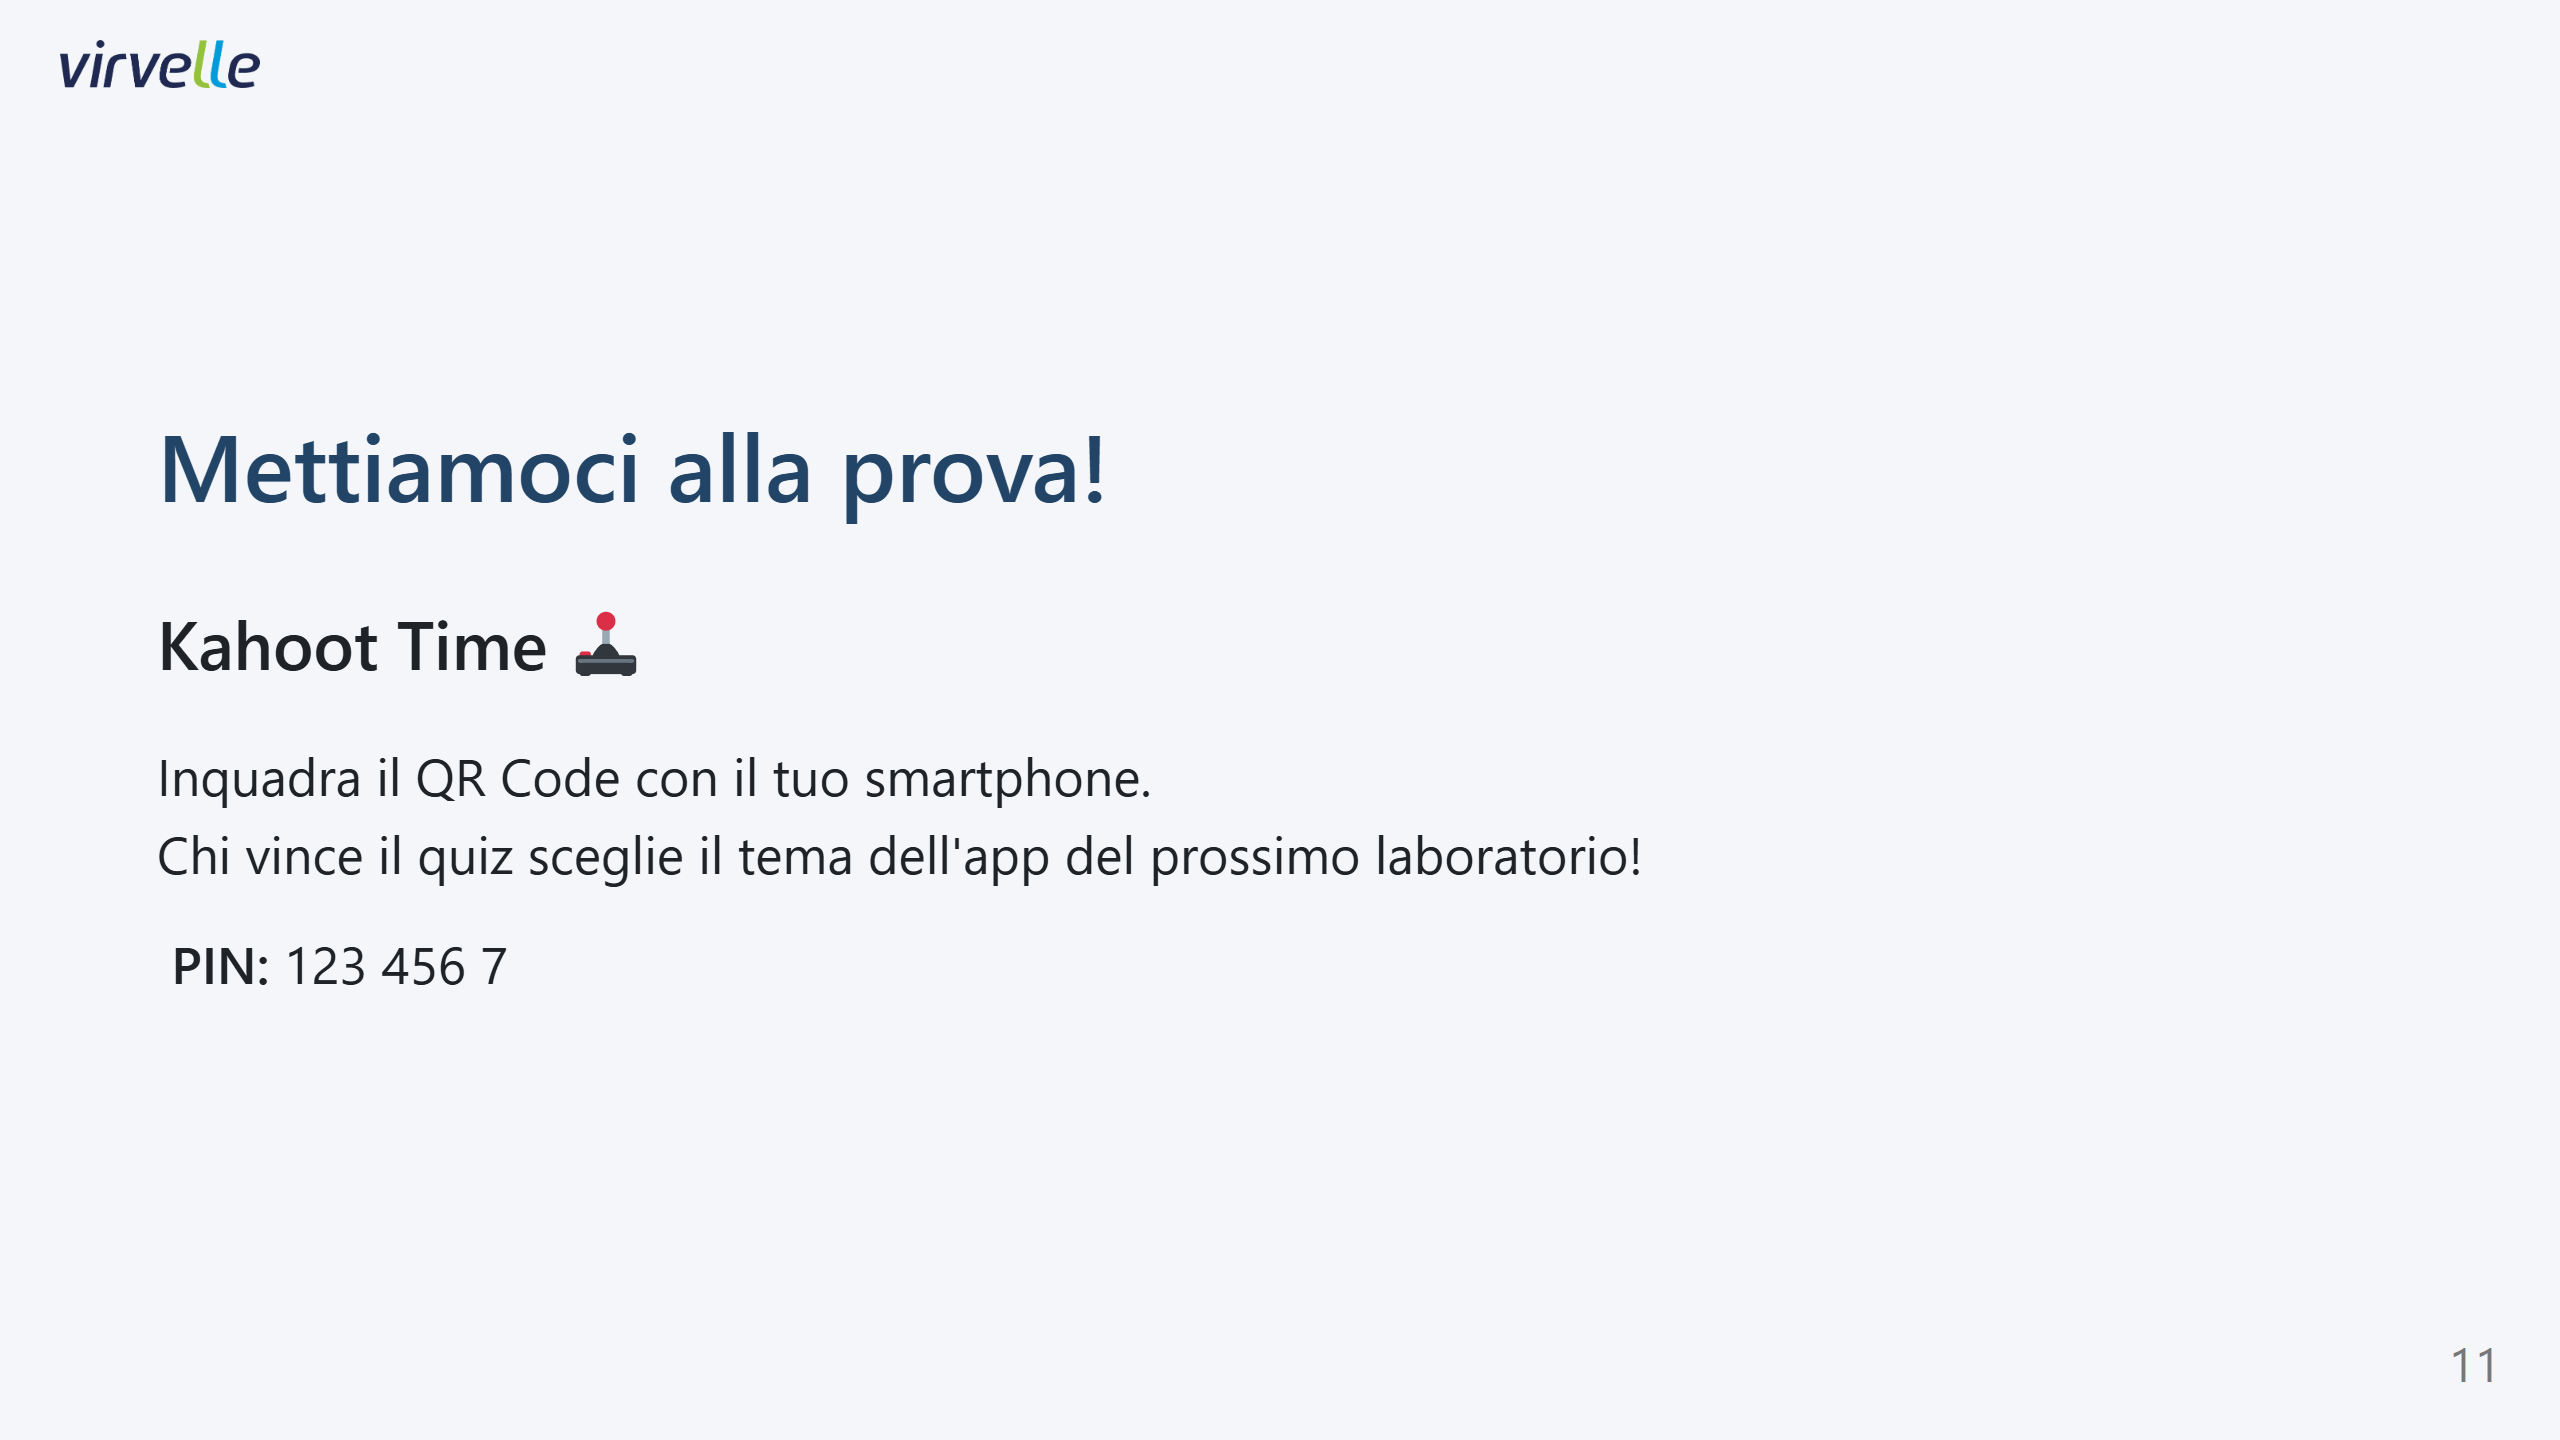 virvelle
Mettiamoci alla prova!
Kahoot Time
Inquadra il QR Code con il tuo smartphone.
Chi vince il quiz sceglie il tema dell'app del prossimo laboratorio!
PIN: 123 456 7
11